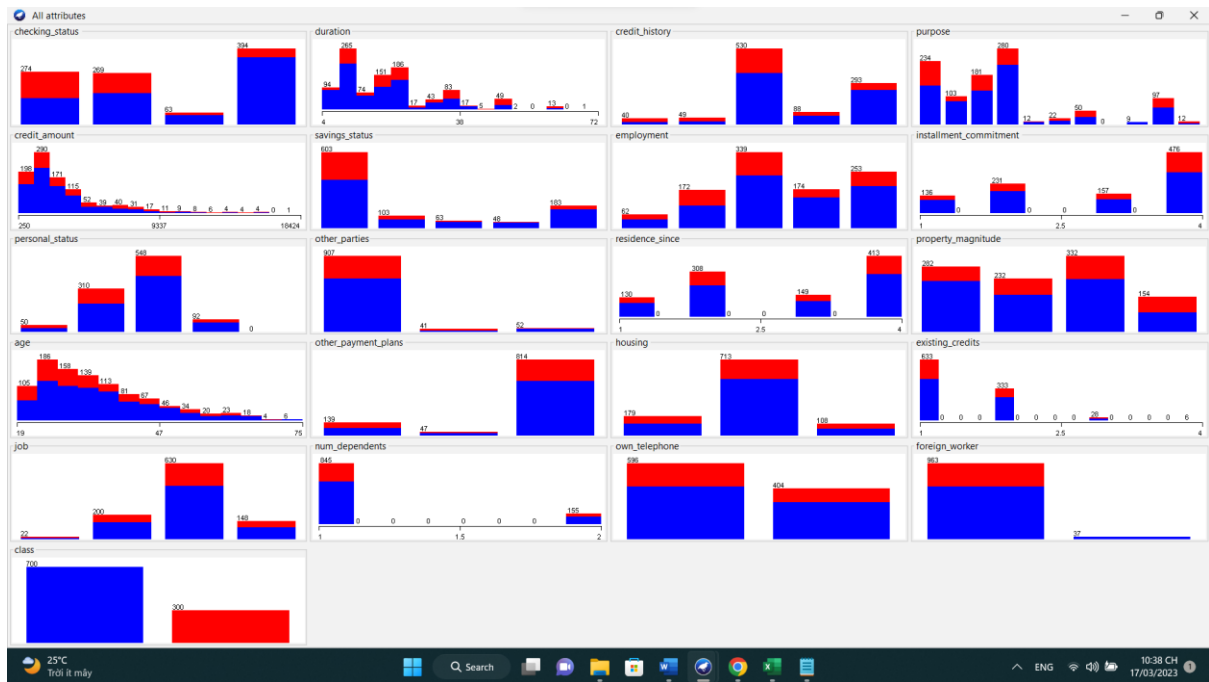 All attributes
checking_status
274 269 63 394
duration
94 265 74 151 186 17 43 83 17 5 49 2 0 13 0 1
4 38 72
credit_history
40 49 530 88 293
purpose
234 103 181 280 12 22 50 0 9 97 12
credit_amount
198 290 171 115 52 39 40 31 17 11 9 8 6 4 4 4 0 1
250 9337 18424
savings_status
603 103 63 48 183
employment
62 172 339 174 253
installment_commitment
136 0 231 0 0 157 0 476
1 2.5 4
personal_status
50 310 548 92 0
other_parties
907 41 52
residence_since
130 0 308 0 0 149 0 413
1 2.5 4
property_magnitude
282 232 332 154
age
105 186 158 139 113 81 67 46 34 20 23 18 4 6
19 47 75
other_payment_plans
139 47 814
housing
179 713 108
existing_credits
633 0 0 0 333 0 0 0 0 28 0 0 0 0 6
1 2.5 4
job
22 200 630 148
num_dependents
845 0 0 0 0 0 0 155
1 1.5 2
own_telephone
596 404
foreign_worker
963 37
class
700 300
25°C
Trời ít mây
Search
ENG
10:38 CH
17/03/2023
1